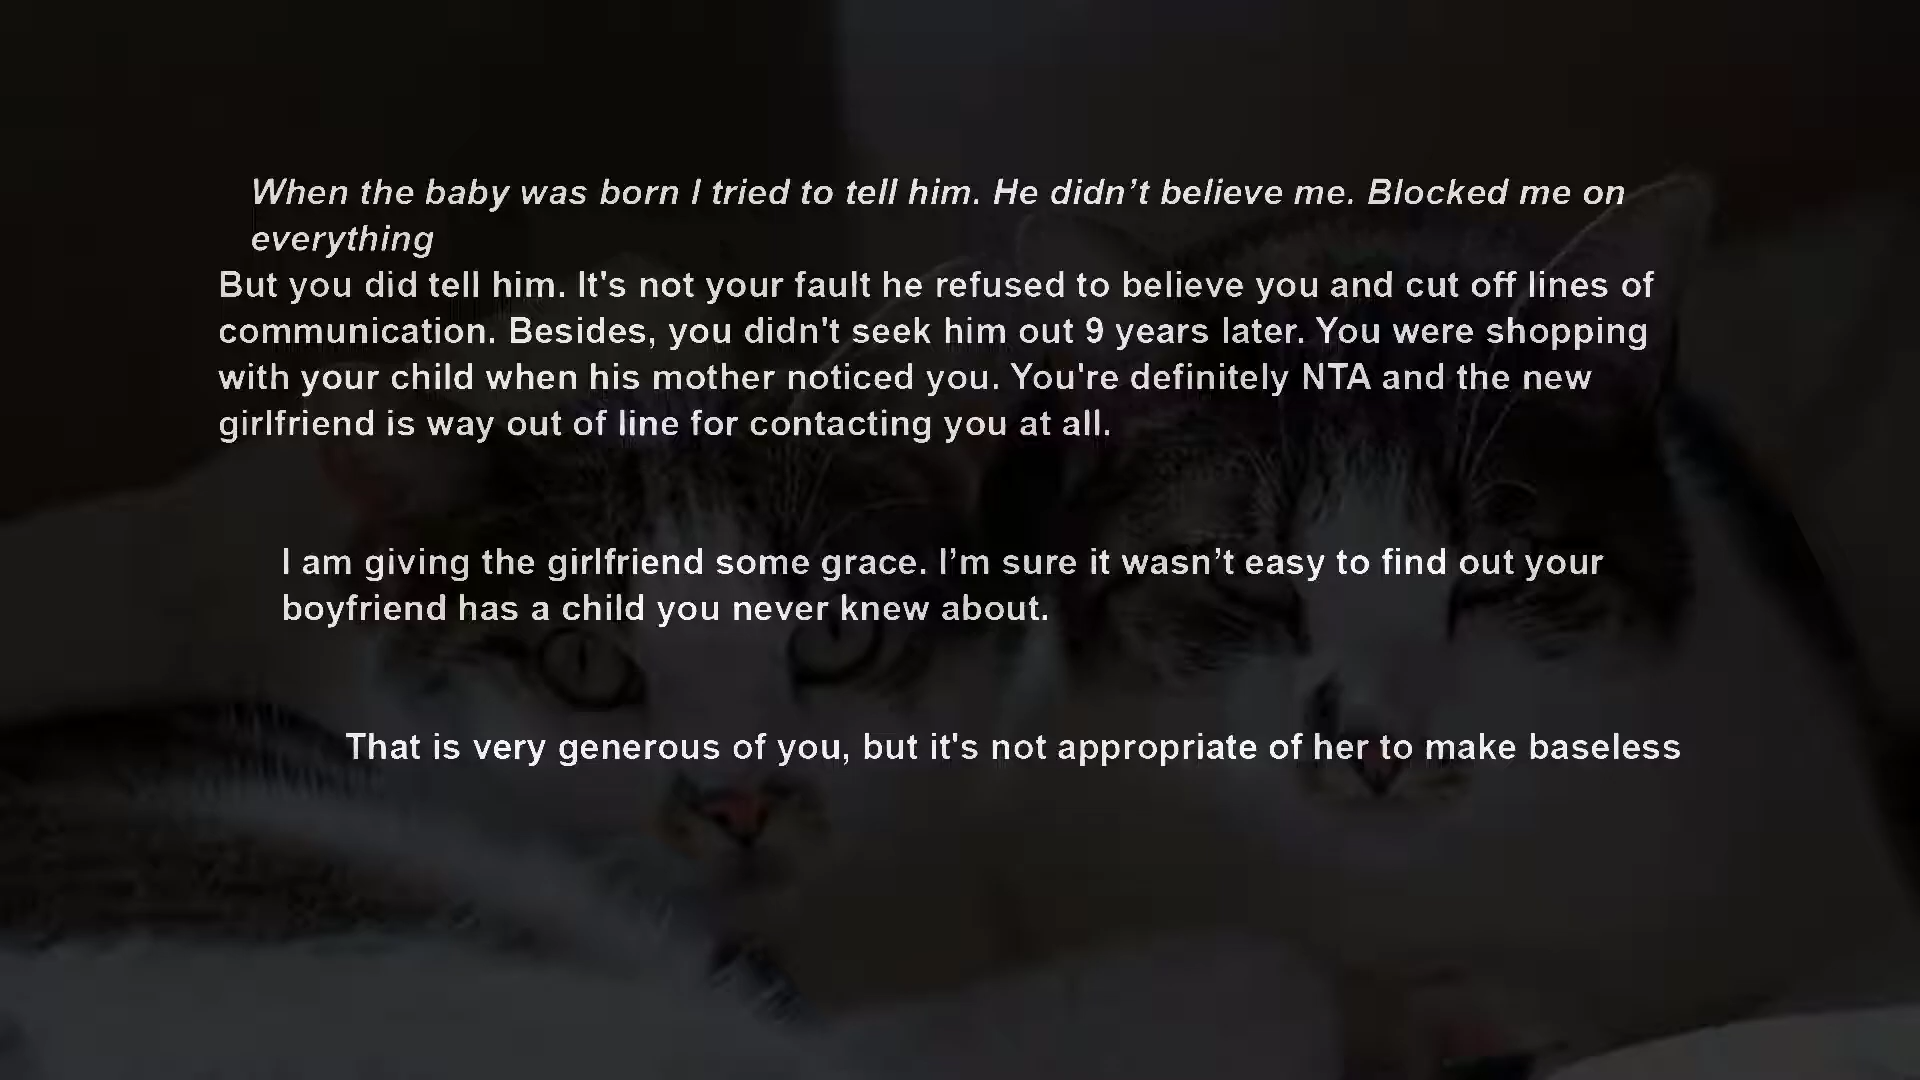 When the baby was born I tried to tell him. He didn’t believe me. Blocked me on
everything
But you did tell him. It's not your fault he refused to believe you and cut off lines of
communication. Besides, you didn't seek him out 9 years later. You were shopping
with your child when his mother noticed you. You're definitely NTA and the new
girlfriend is way out of line for contacting you at all.
I am giving the girlfriend some grace. I’m sure it wasn’t easy to find out your
boyfriend has a child you never knew about.
That is very generous of you, but it's not appropriate of her to make baseless